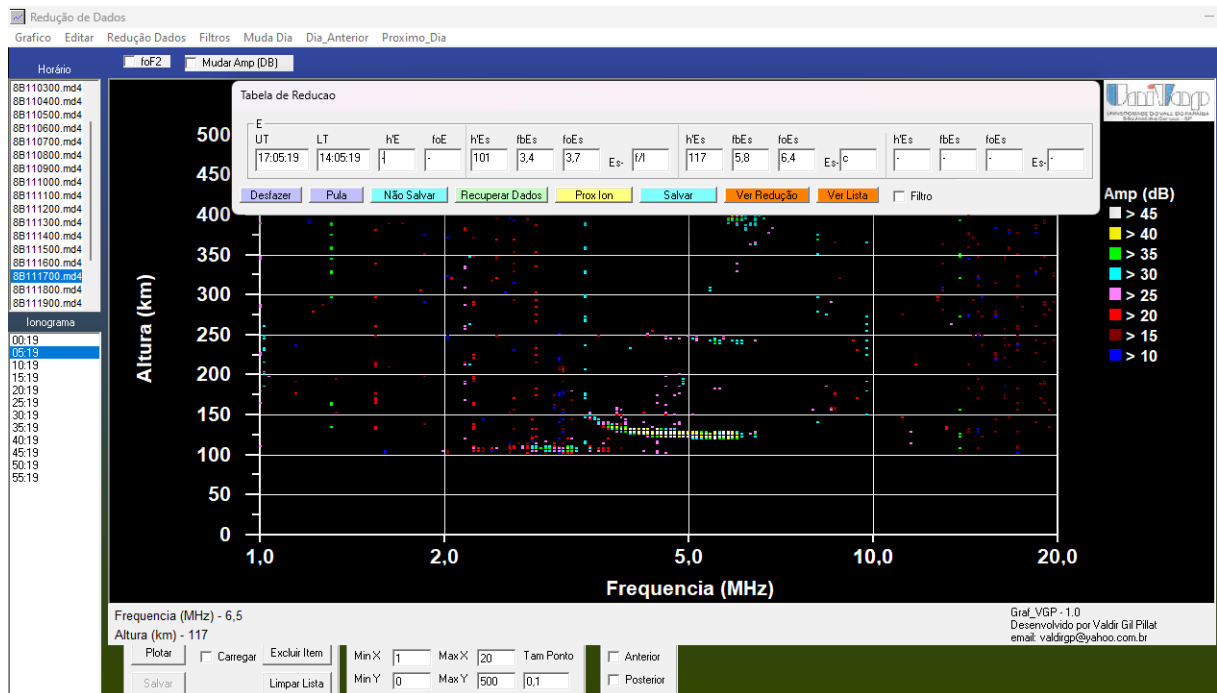 Redução de Dados
Grafico Editar Redução Dados Filtros Muda Dia Dia_Anterior Proximo_Dia
Horário
foF2 Mudar Amp (DB)
8B110300.md4
8B110400.md4
8B110500.md4
8B110600.md4
8B110700.md4
8B110800.md4
8B110900.md4
8B111000.md4
8B111100.md4
8B111200.md4
8B111300.md4
8B111400.md4
8B111500.md4
8B111600.md4
8B111700.md4
8B111800.md4
8B111900.md4
Ionograma
00:19
05:19
10:19
15:19
20:19
25:19
30:19
35:19
40:19
45:19
50:19
55:19
Tabela de Reducao
E
UT LT h'E foE h'Es fbEs foEs h'Es fbEs foEs h'Es fbEs foEs
17:05:19 14:05:19 - - 101 3,4 3,7 Es- f/l 117 5,8 6,4 Es- c - - - Es- -
Desfazer Pula Não Salvar Recuperar Dados Prox Ion Salvar Ver Redução Ver Lista Filtro
UniVap
UNIVERSIDADE DO VALE DO PARAÍBA
Amp (dB)
> 45
> 40
> 35
> 30
> 25
> 20
> 15
> 10
Altura (km)
500
450
400
350
300
250
200
150
100
50
0
1,0 2,0 5,0 10,0 20,0
Frequencia (MHz)
Frequencia (MHz) - 6,5
Altura (km) - 117
Graf_VGP - 1.0
Desenvolvido por Valdir Gil Pillat
email: valdirgp@yahoo.com.br
Plotar Carregar Excluir Item Min X 1 Max X 20 Tam Ponto Anterior
Salvar Limpar Lista Min Y 0 Max Y 500 0,1 Posterior